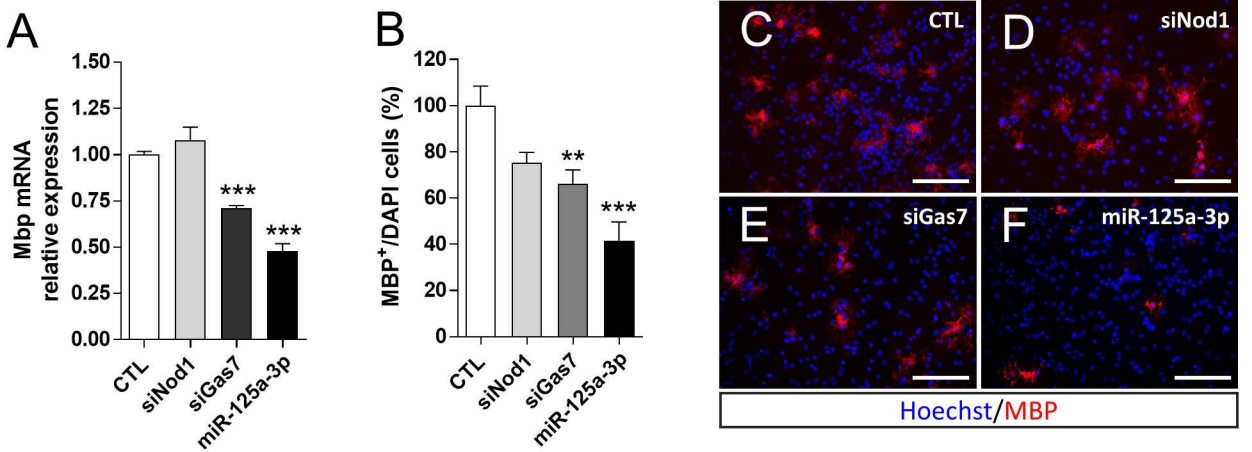 A
Mbp mRNA
relative expression
1.50
1.25
1.00
0.75
0.50
0.25
0.00
***
***
CTL
siNod1
siGas7
miR-125a-3p
B
MBP⁺/DAPI cells (%)
120
100
80
60
40
20
0
**
***
CTL
siNod1
siGas7
miR-125a-3p
C
CTL
D
siNod1
E
siGas7
F
miR-125a-3p
Hoechst/MBP